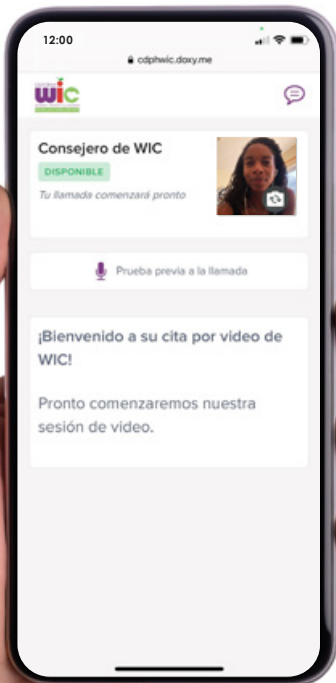 12:00
cdphwic.doxy.me
wic
Consejero de WIC
DISPONIBLE
Tu llamada comenzará pronto
Prueba previa a la llamada
¡Bienvenido a su cita por video de
WIC!
Pronto comenzaremos nuestra
sesión de video.